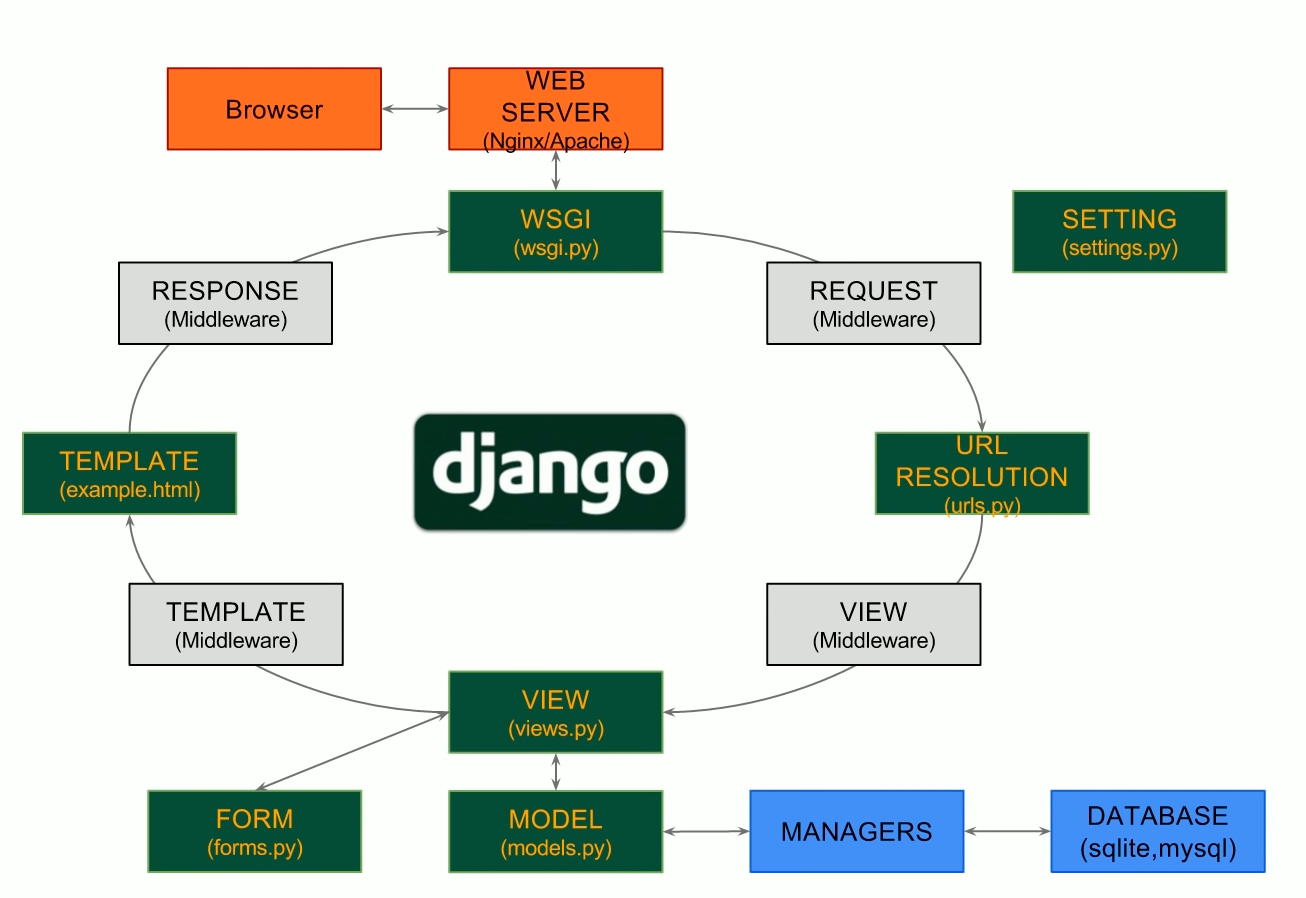 Browser
WEB
SERVER
(Nginx/Apache)
WSGI
(wsgi.py)
SETTING
(settings.py)
RESPONSE
(Middleware)
REQUEST
(Middleware)
TEMPLATE
(example.html)
django
URL
RESOLUTION
(urls.py)
TEMPLATE
(Middleware)
VIEW
(Middleware)
VIEW
(views.py)
FORM
(forms.py)
MODEL
(models.py)
MANAGERS
DATABASE
(sqlite,mysql)